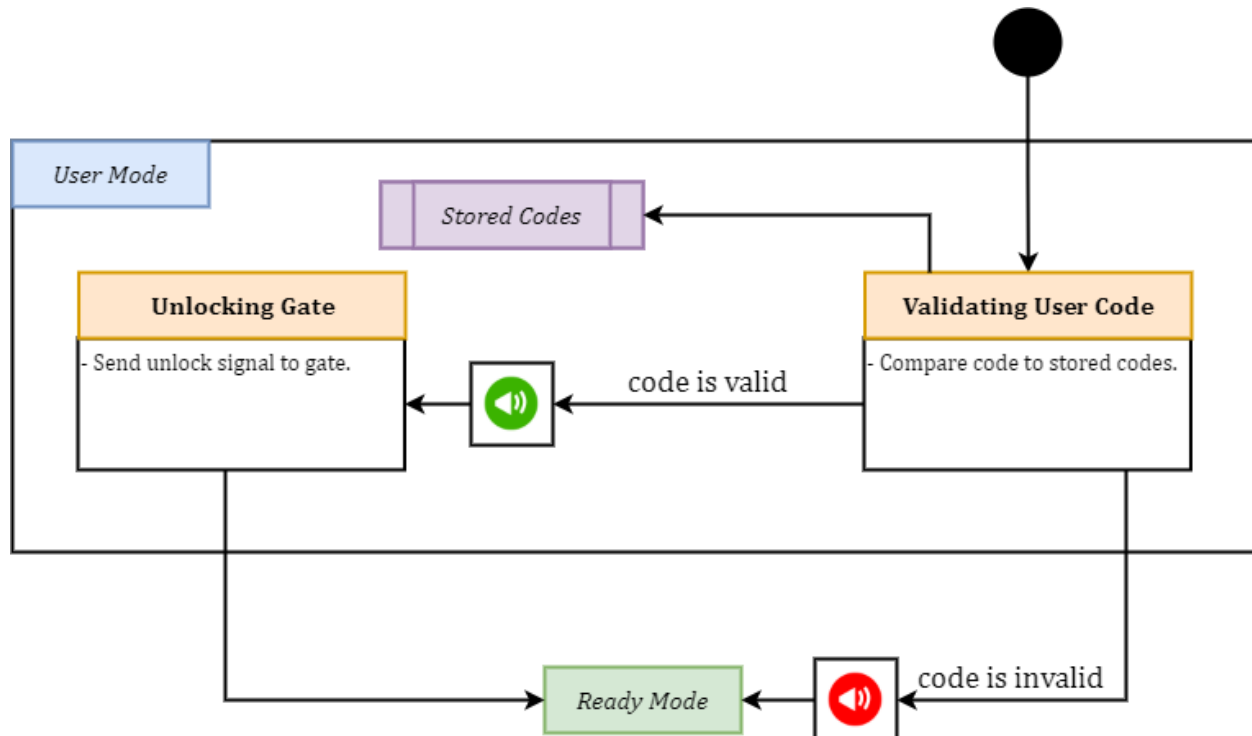 User Mode
Stored Codes
Unlocking Gate
Validating User Code
- Send unlock signal to gate.
- Compare code to stored codes.
code is valid
code is invalid
Ready Mode